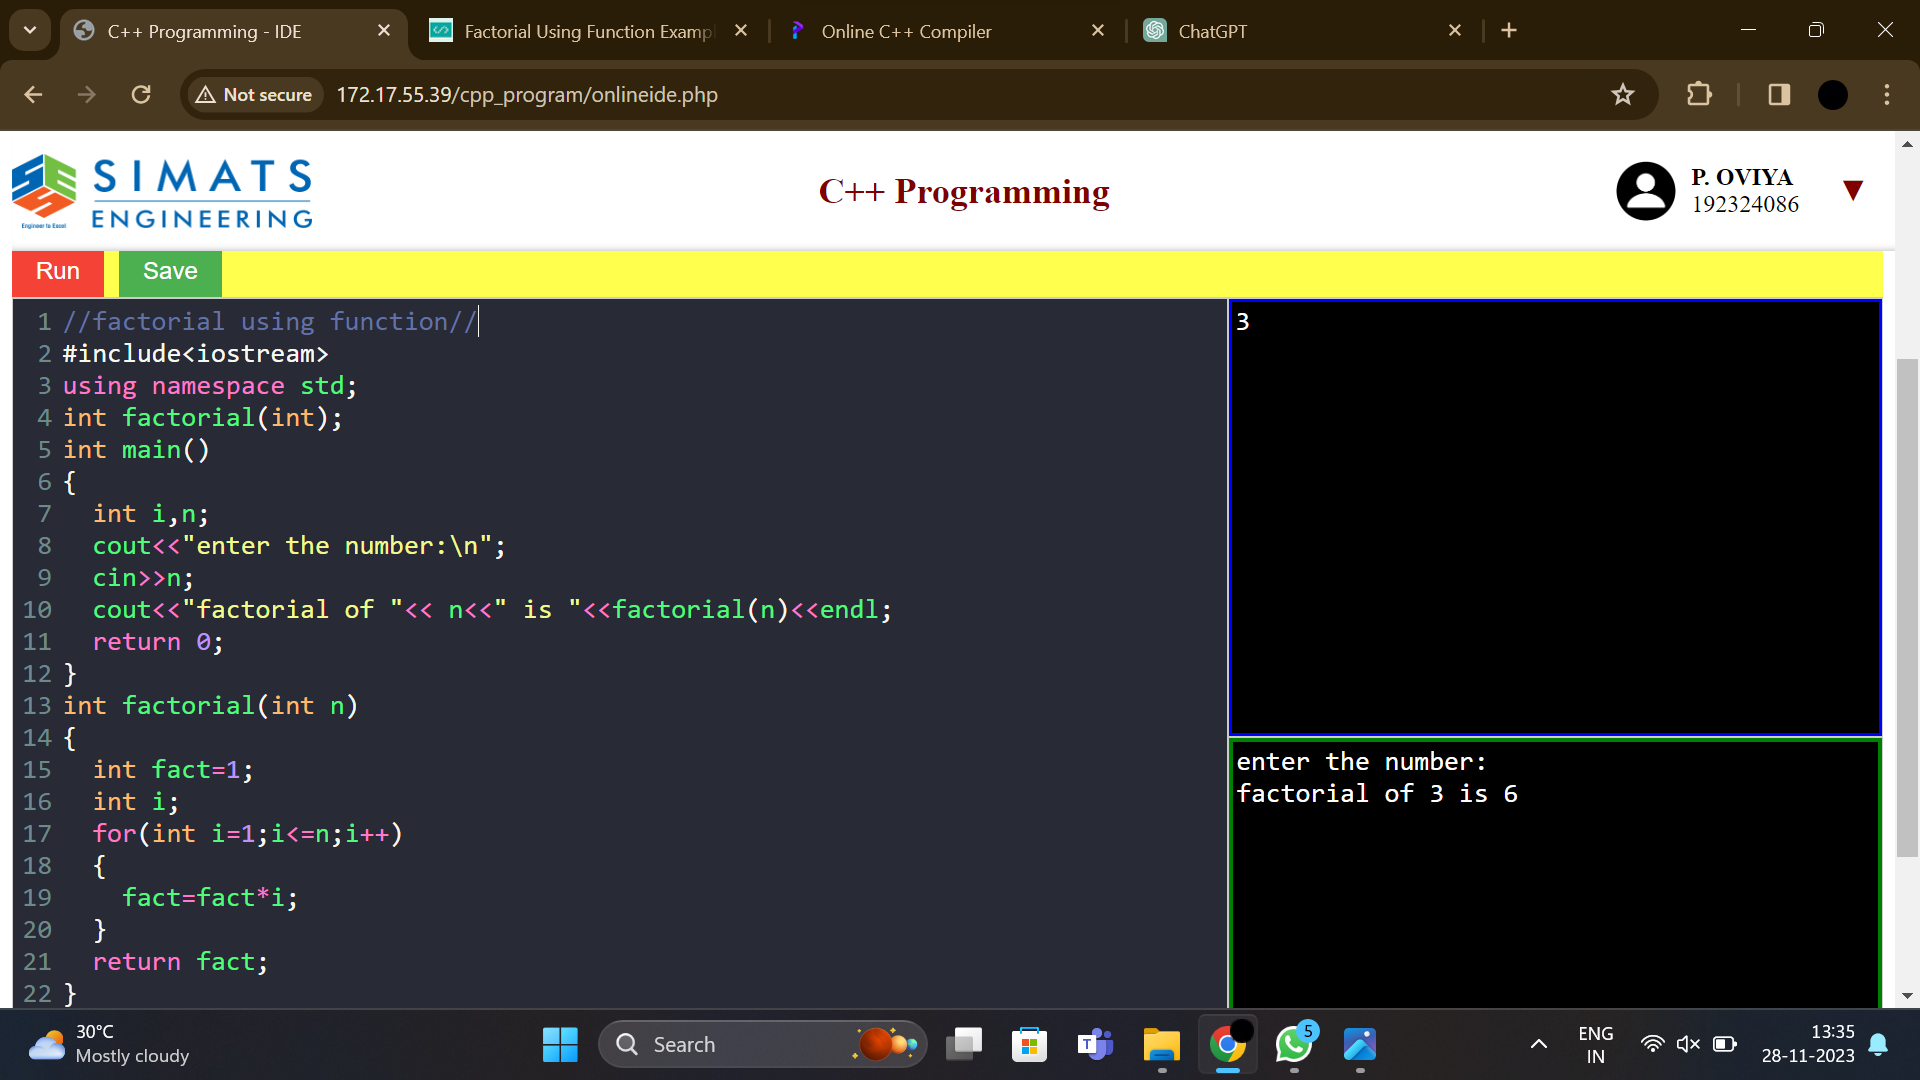 C++ Programming - IDE
Factorial Using Function Exampl
Online C++ Compiler
ChatGPT
Not secure
172.17.55.39/cpp_program/onlineide.php
SIMATS
ENGINEERING
Engineer to Excel
C++ Programming
P. OVIYA
192324086
Run
Save
1 //factorial using function//
2 #include<iostream>
3 using namespace std;
4 int factorial(int);
5 int main()
6 {
7   int i,n;
8   cout<<"enter the number:\n";
9   cin>>n;
10   cout<<"factorial of "<< n<<" is "<<factorial(n)<<endl;
11   return 0;
12 }
13 int factorial(int n)
14 {
15   int fact=1;
16   int i;
17   for(int i=1;i<=n;i++)
18   {
19     fact=fact*i;
20   }
21   return fact;
22 }
3
enter the number:
factorial of 3 is 6
30°C
Mostly cloudy
Search
T
5
ENG
IN
13:35
28-11-2023